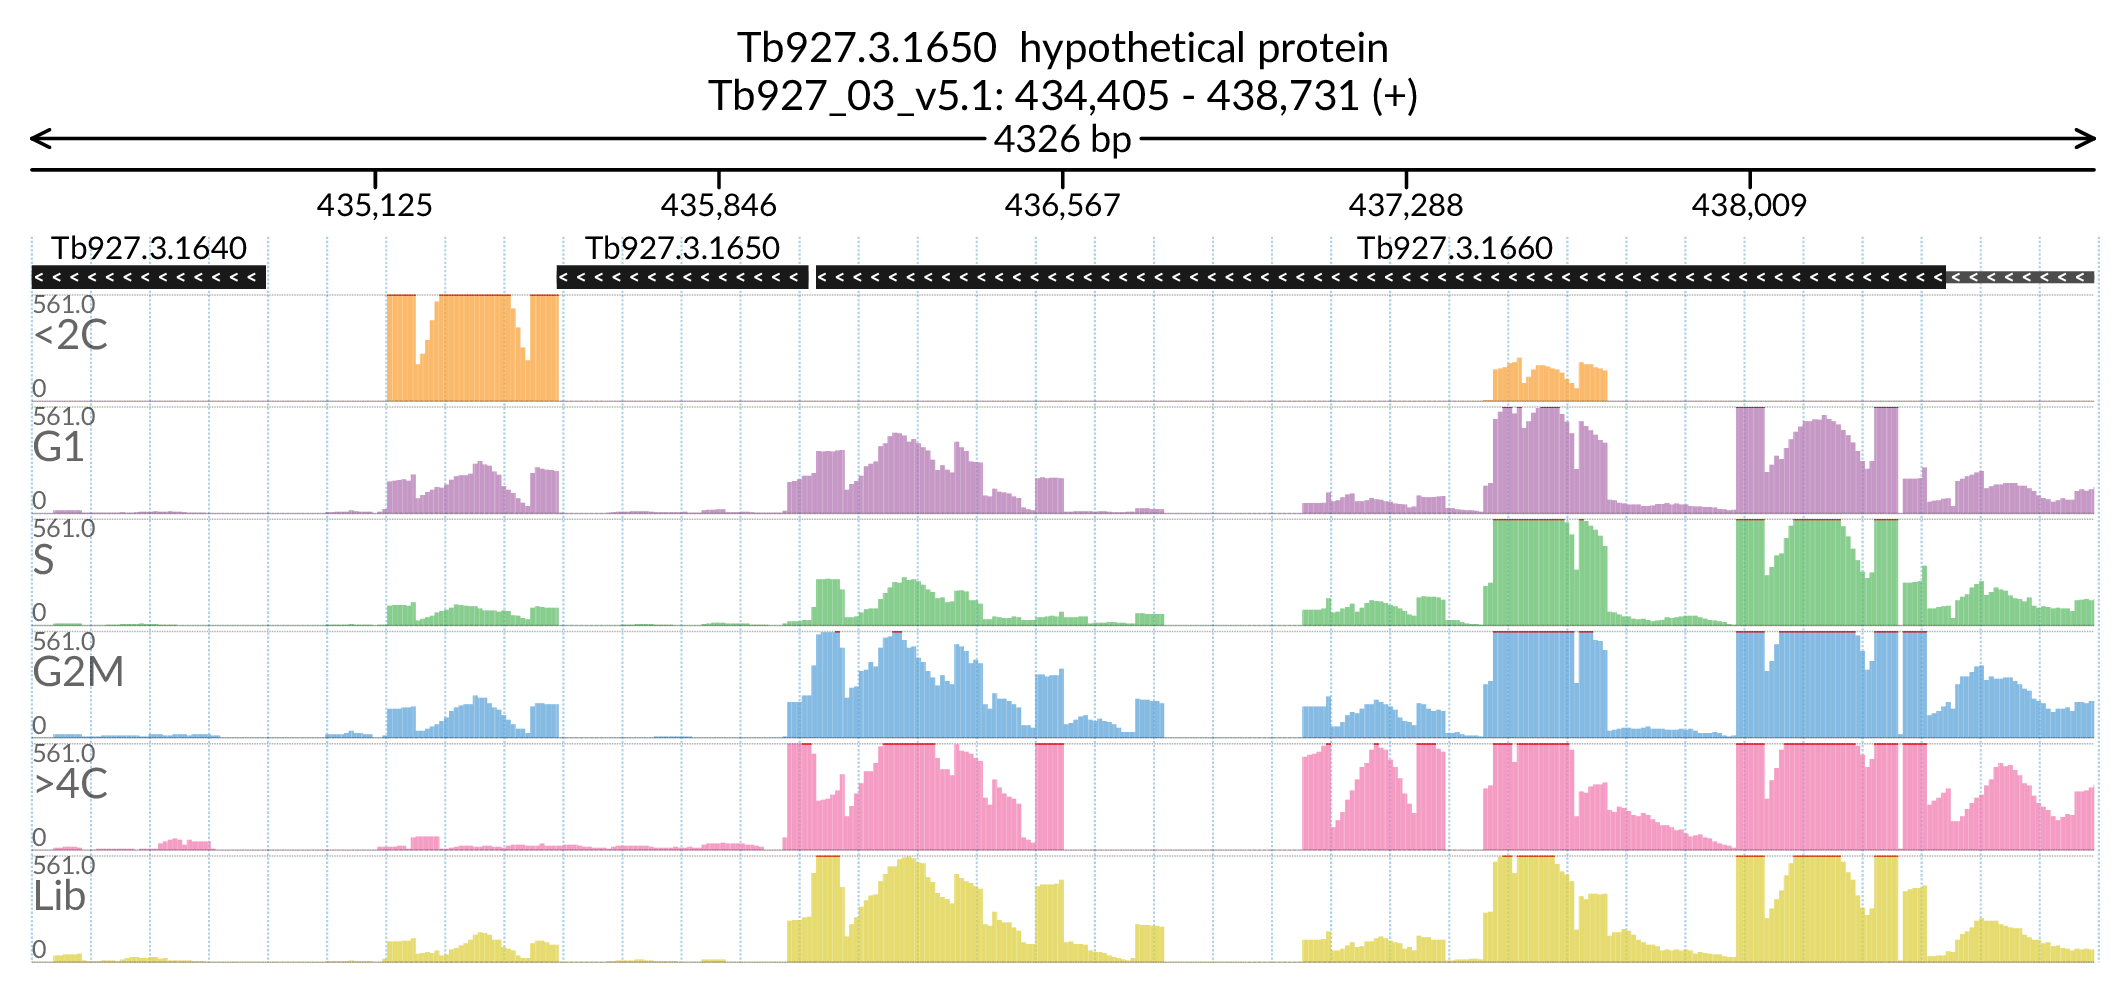 Tb927.3.1650  hypothetical protein
Tb927_03_v5.1: 434,405 - 438,731 (+)
4326 bp
435,125 435,846 436,567 437,288 438,009
Tb927.3.1640 Tb927.3.1650 Tb927.3.1660
561.0
<2C
0
561.0
G1
0
561.0
S
0
561.0
G2M
0
561.0
>4C
0
561.0
Lib
0